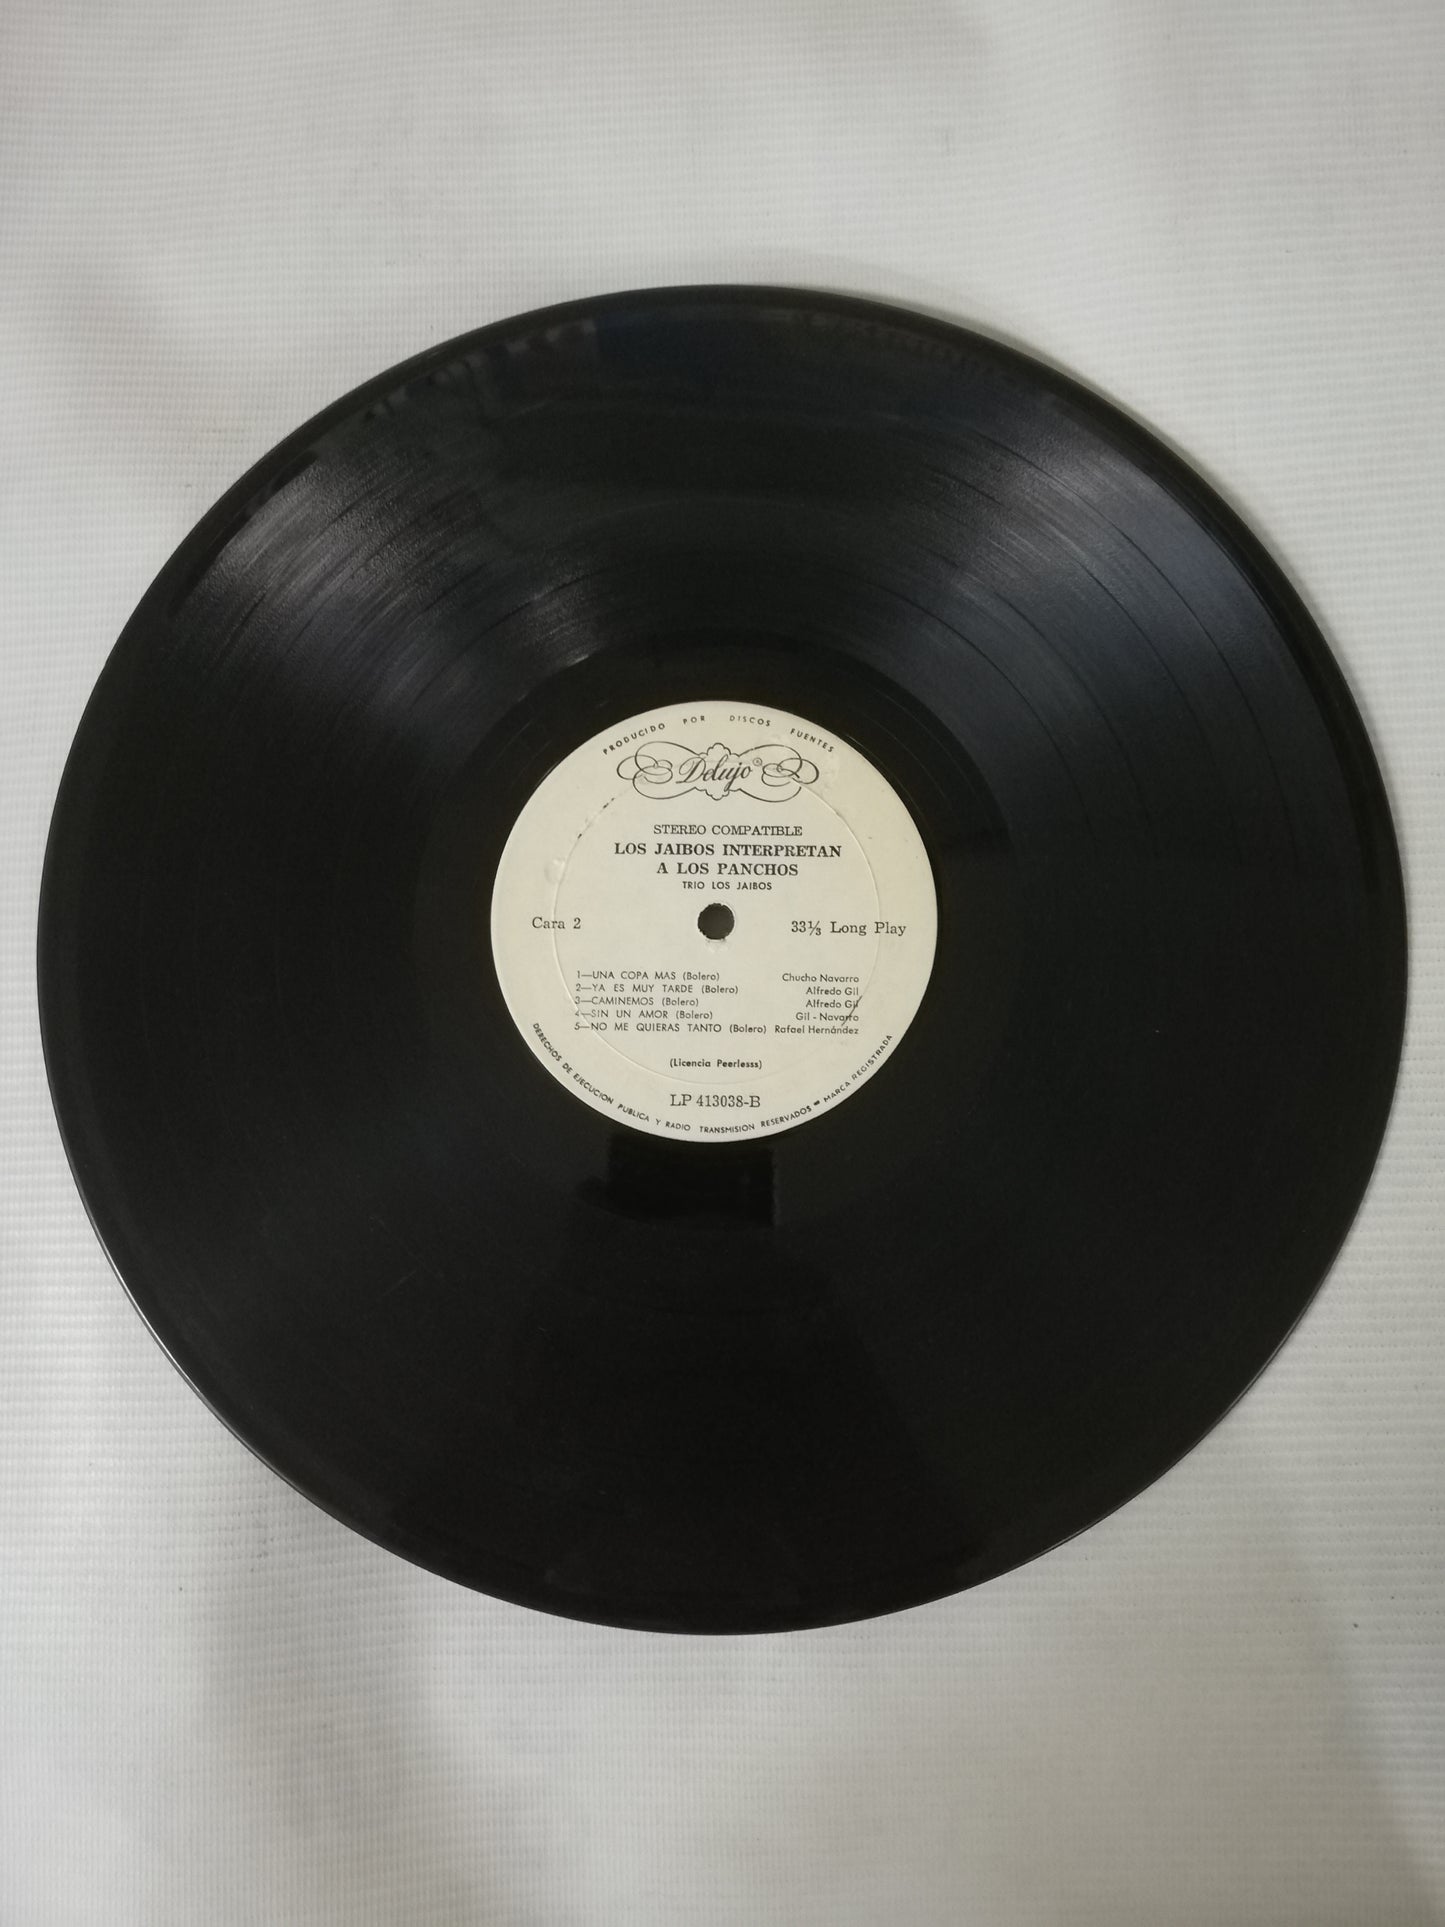 PRODUCIDO POR DISCOS FUENTES
Delujo®
STEREO COMPATIBLE
LOS JAIBOS INTERPRETAN
A LOS PANCHOS
TRIO LOS JAIBOS
Cara 2
33⅓ Long Play
1—UNA COPA MAS (Bolero) Chucho Navarro
2—YA ES MUY TARDE (Bolero) Alfredo Gil
3—CAMINEMOS (Bolero) Alfredo Gil
4—SIN UN AMOR (Bolero) Gil - Navarro
5—NO ME QUIERAS TANTO (Bolero) Rafael Hernández
(Licencia Peerlesss)
LP 413038-B
DERECHOS DE EJECUCION PUBLICA Y RADIO TRANSMISION RESERVADOS - MARCA REGISTRADA